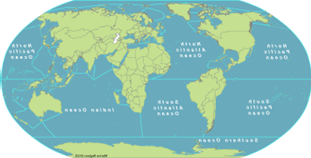 North
Pacific
Ocean
North
Atlantic
Ocean
North
Pacific
Ocean
Indian Ocean
South
Atlantic
Ocean
South
Pacific
Ocean
Southern Ocean